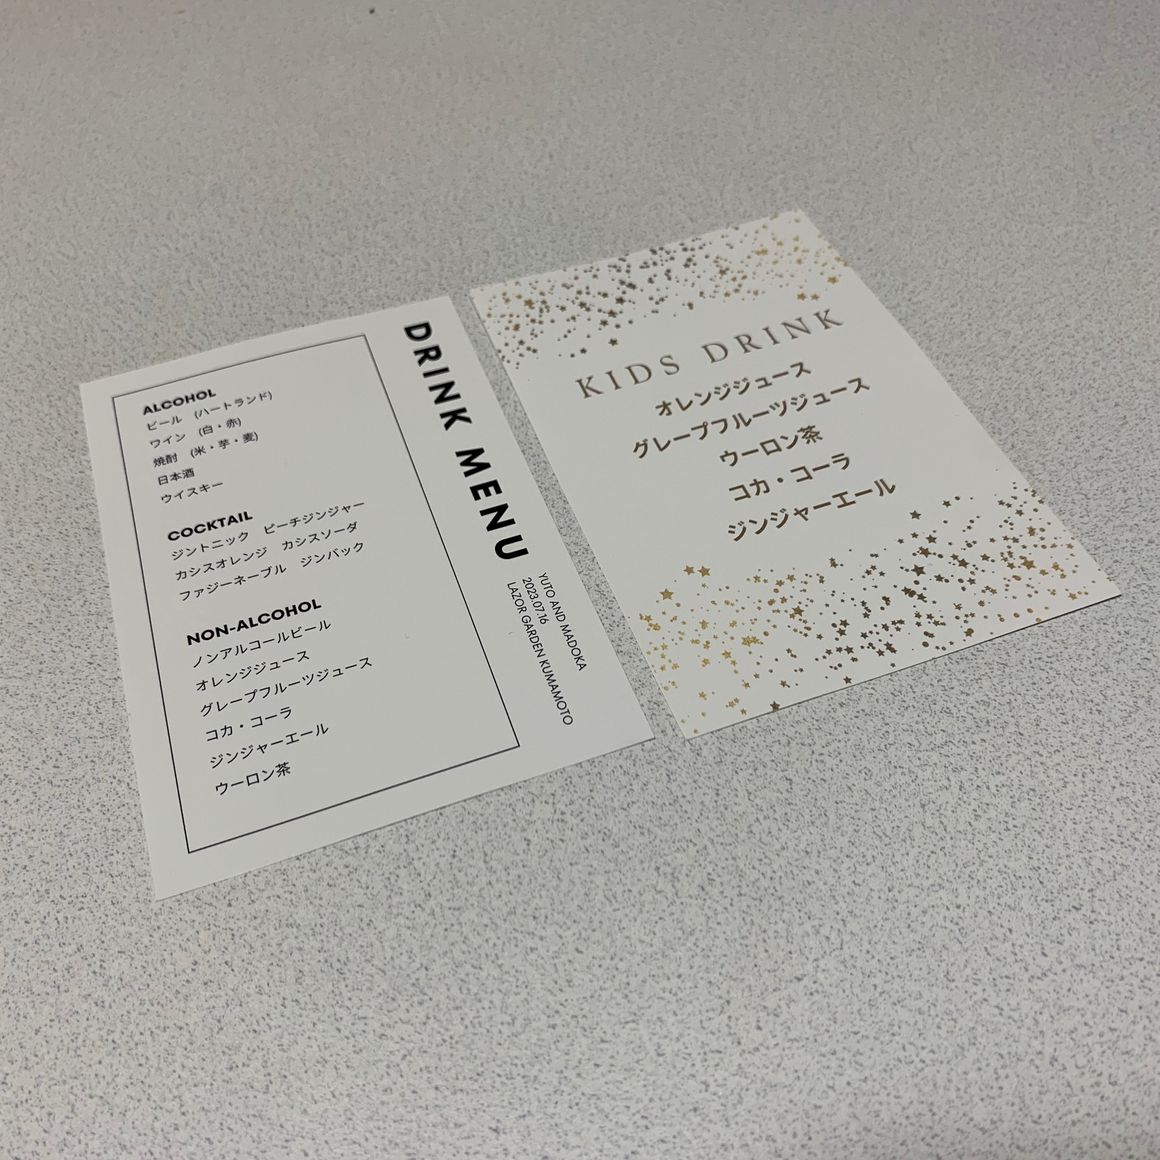 DRINK MENU
YUTO AND MADOKA
2023.07.16
LAZOR GARDEN KUMAMOTO
ALCOHOL
ビール (ハートランド)
ワイン (白・赤)
焼酎 (米・芋・麦)
日本酒
ウイスキー
COCKTAIL
ジントニック ピーチジンジャー
カシスオレンジ カシスソーダ
ファジーネーブル ジンバック
NON-ALCOHOL
ノンアルコールビール
オレンジジュース
グレープフルーツジュース
コカ・コーラ
ジンジャーエール
ウーロン茶
KIDS DRINK
オレンジジュース
グレープフルーツジュース
ウーロン茶
コカ・コーラ
ジンジャーエール